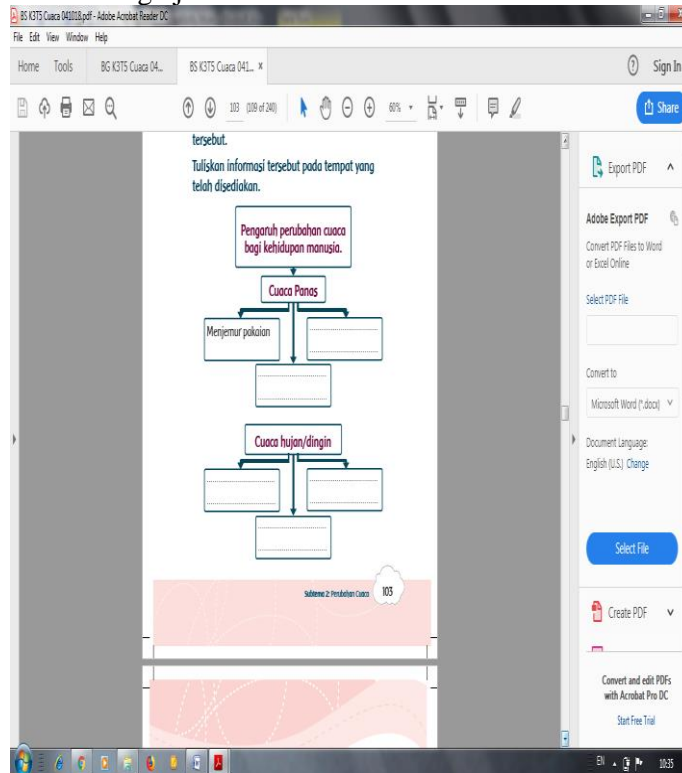 BS K3T5 Cuaca 041018.pdf - Adobe Acrobat Reader DC
File Edit View Window Help
Home Tools BG K3T5 Cuaca 04... BS K3T5 Cuaca 041... x
Sign In
103 (109 of 240) 60% Share
tersebut.
Tuliskan informasi tersebut pada tempat yang
telah disediakan.
Pengaruh perubahan cuaca
bagi kehidupan manusia.
Cuaca Panas
Menjemur pakaian
Cuaca hujan/dingin
Subtema 2: Perubahan Cuaca 103
Export PDF
Adobe Export PDF
Convert PDF Files to Word
or Excel Online
Select PDF File
Convert to
Microsoft Word (*.docx)
Document Language:
English (U.S.) Change
Select File
Create PDF
Convert and edit PDFs
with Acrobat Pro DC
Start Free Trial
EN 10:35